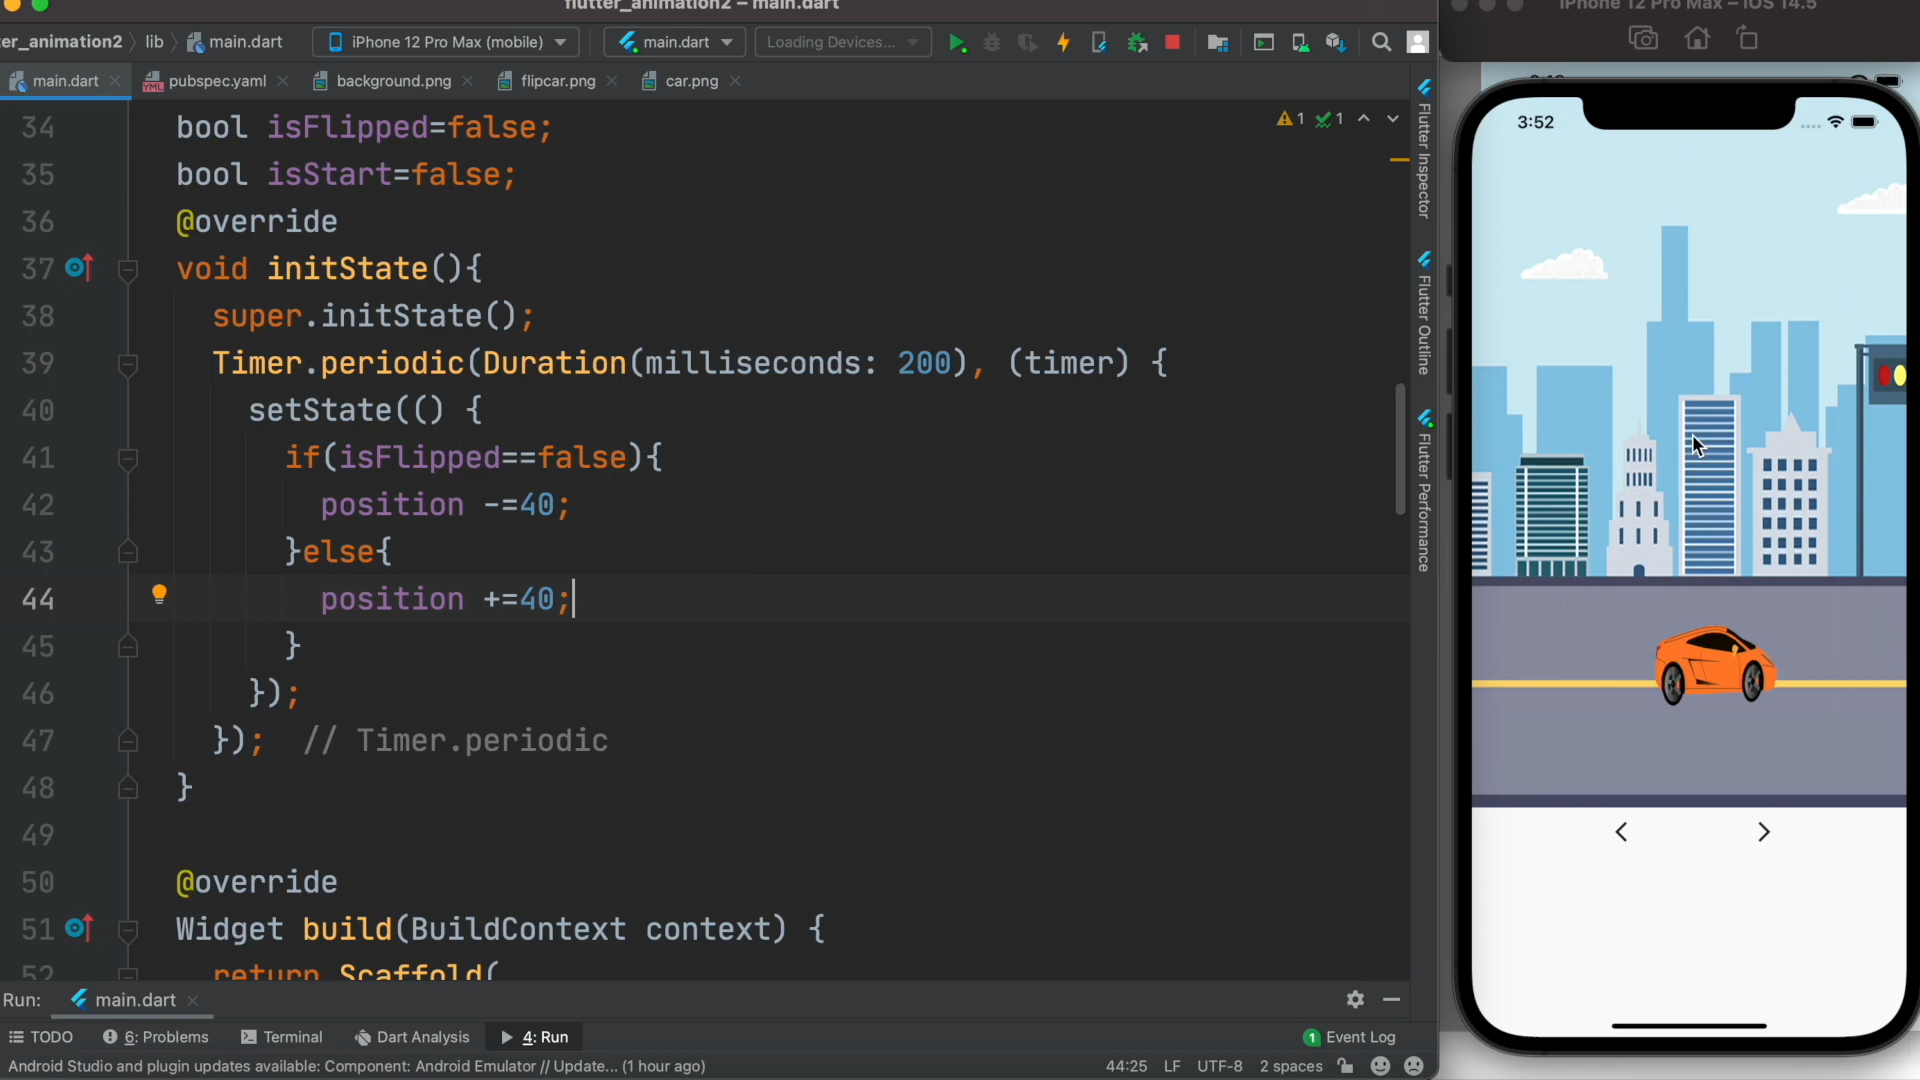 flutter_animation2 – main.dart
iPhone 12 Pro Max – iOS 14.5
er_animation2 lib main.dart iPhone 12 Pro Max (mobile) main.dart Loading Devices...
main.dart pubspec.yaml background.png flipcar.png car.png
1 1
34 bool isFlipped=false;
35 bool isStart=false;
36 @override
37 void initState(){
38 super.initState();
39 Timer.periodic(Duration(milliseconds: 200), (timer) {
40 setState(() {
41 if(isFlipped==false){
42 position -=40;
43 }else{
44 position +=40;
45 }
46 });
47 }); // Timer.periodic
48 }
49
50 @override
51 Widget build(BuildContext context) {
52 return Scaffold(
Flutter Inspector
Flutter Outline
Flutter Performance
3:52
< >
Run: main.dart
TODO 6: Problems Terminal Dart Analysis 4: Run 1 Event Log
Android Studio and plugin updates available: Component: Android Emulator // Update... (1 hour ago) 44:25 LF UTF-8 2 spaces